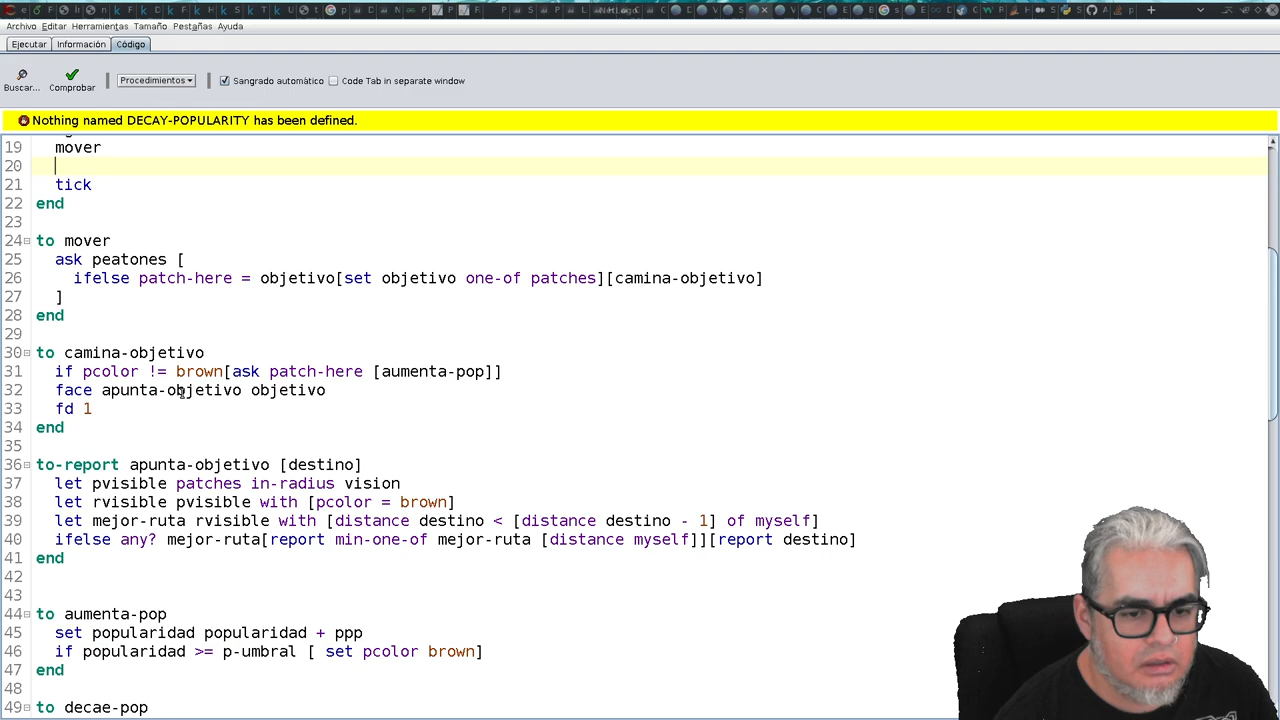 Archivo Editar Herramientas Tamaño Pestañas Ayuda
Ejecutar Información Código
Buscar... Comprobar Procedimientos Sangrado automático Code Tab in separate window
Nothing named DECAY-POPULARITY has been defined.
19 mover
20
21 tick
22 end
23
24 to mover
25 ask peatones [
26 ifelse patch-here = objetivo[set objetivo one-of patches][camina-objetivo]
27 ]
28 end
29
30 to camina-objetivo
31 if pcolor != brown[ask patch-here [aumenta-pop]]
32 face apunta-objetivo objetivo
33 fd 1
34 end
35
36 to-report apunta-objetivo [destino]
37 let pvisible patches in-radius vision
38 let rvisible pvisible with [pcolor = brown]
39 let mejor-ruta rvisible with [distance destino < [distance destino - 1] of myself]
40 ifelse any? mejor-ruta[report min-one-of mejor-ruta [distance myself]][report destino]
41 end
42
43
44 to aumenta-pop
45 set popularidad popularidad + ppp
46 if popularidad >= p-umbral [ set pcolor brown]
47 end
48
49 to decae-pop